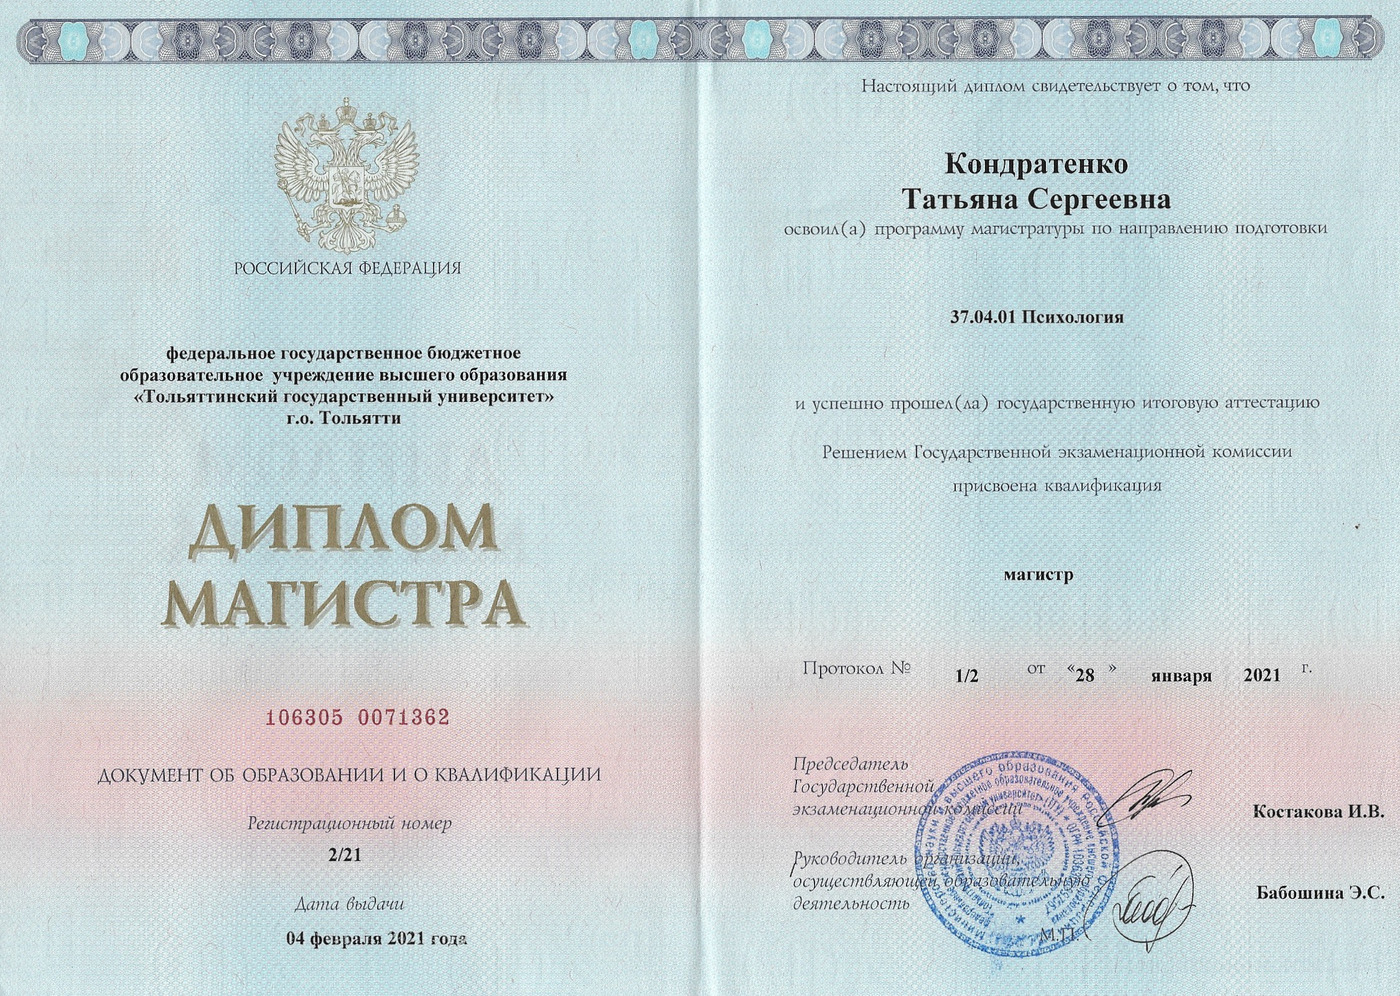 РОССИЙСКАЯ ФЕДЕРАЦИЯ
федеральное государственное бюджетное
образовательное учреждение высшего образования
«Тольяттинский государственный университет»
г.о. Тольятти
ДИПЛОМ
МАГИСТРА
106305 0071362
ДОКУМЕНТ ОБ ОБРАЗОВАНИИ И О КВАЛИФИКАЦИИ
Регистрационный номер
2/21
Дата выдачи
04 февраля 2021 года
Настоящий диплом свидетельствует о том, что
Кондратенко
Татьяна Сергеевна
освоил(а) программу магистратуры по направлению подготовки
37.04.01 Психология
и успешно прошел(ла) государственную итоговую аттестацию
Решением Государственной экзаменационной комиссии
присвоена квалификация
магистр
Протокол № 1/2 от «28» января 2021 г.
Председатель
Государственной
экзаменационной комиссии
Костакова И.В.
Руководитель организации,
осуществляющей образовательную
деятельность
Бабошина Э.С.
М.П.